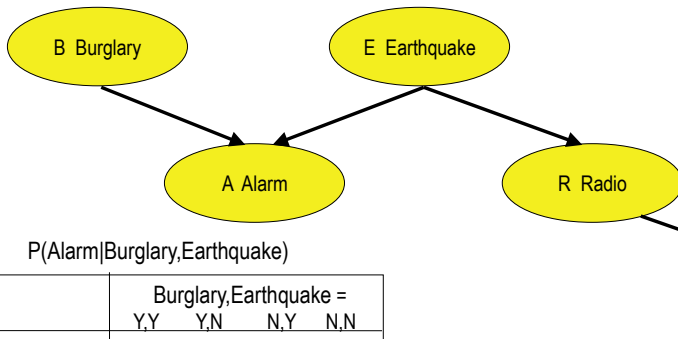 B Burglary
E Earthquake
A Alarm
R Radio
P(Alarm|Burglary,Earthquake)
Burglary,Earthquake =
Y,Y Y,N N,Y N,N